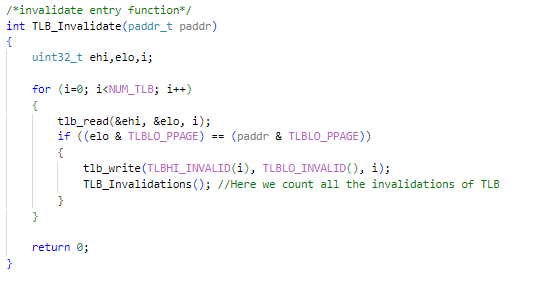 /*invalidate entry function*/
int TLB_Invalidate(paddr_t paddr)
{
    uint32_t ehi,elo,i;

    for (i=0; i<NUM_TLB; i++)
    {
        tlb_read(&ehi, &elo, i);
        if ((elo & TLBLO_PPAGE) == (paddr & TLBLO_PPAGE))
        {
            tlb_write(TLBHI_INVALID(i), TLBLO_INVALID(), i);
            TLB_Invalidations(); //Here we count all the invalidations of TLB
        }
    }

    return 0;
}